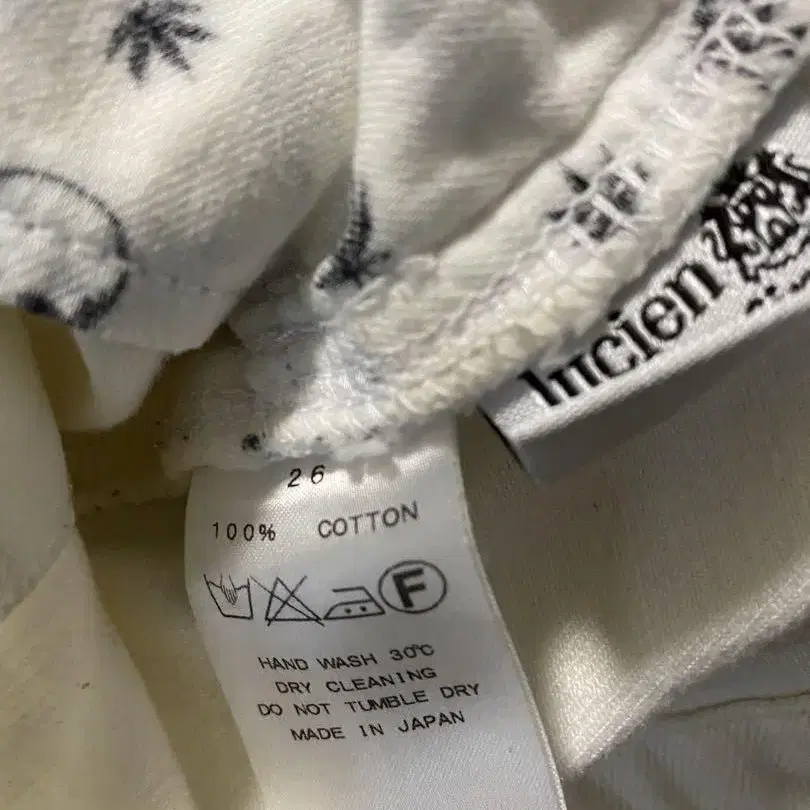 lucien
26
100% COTTON
F
HAND WASH 30℃
DRY CLEANING
DO NOT TUMBLE DRY
MADE IN JAPAN